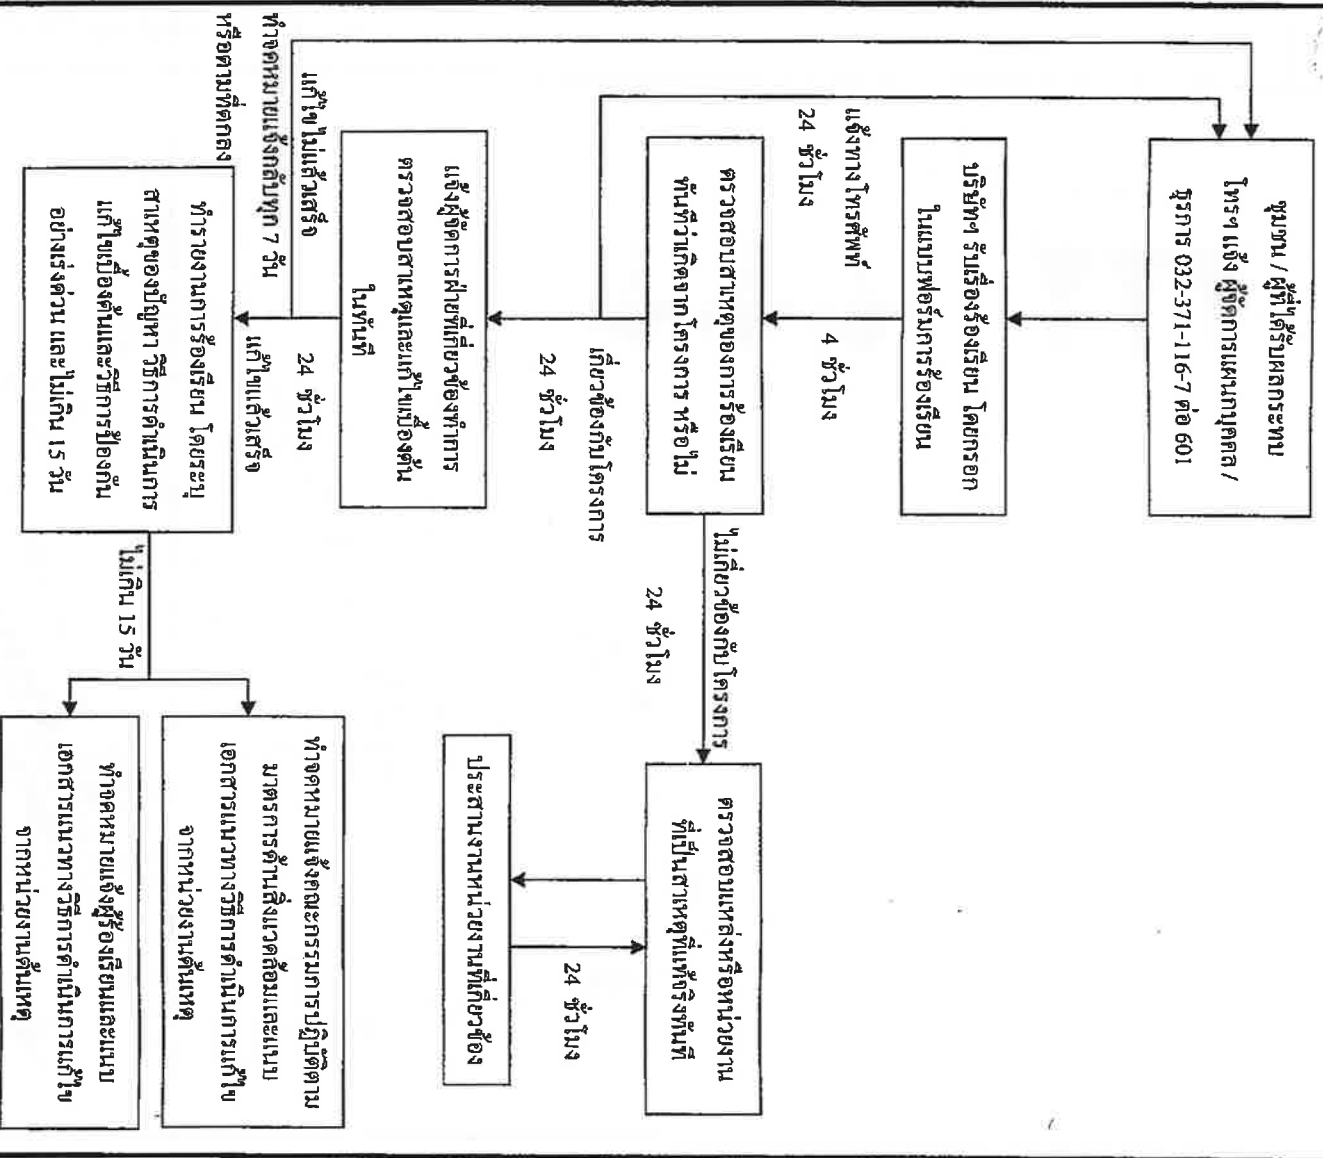 ชุมชน / ผู้ที่ได้รับผลกระทบ
โทรฯ แจ้ง ผู้จัดการแผนกบุคคล /
ธุรการ 032-371-116-7 ต่อ 601
บริษัทฯ รับเรื่องร้องเรียน โดยกรอก
ในแบบฟอร์มการร้องเรียน
4 ชั่วโมง
แจ้งทางโทรศัพท์
24 ชั่วโมง
ตรวจสอบสาเหตุของการร้องเรียน
ทันทีว่าเกิดจากโครงการ หรือไม่
ไม่เกี่ยวข้องกับโครงการ
24 ชั่วโมง
ตรวจสอบแหล่งหรือหน่วยงาน
ที่เป็นสาเหตุที่แท้จริงทันที
24 ชั่วโมง
ประสานงานหน่วยงานที่เกี่ยวข้อง
เกี่ยวข้องกับโครงการ
24 ชั่วโมง
แจ้งผู้จัดการฝ่ายที่เกี่ยวข้องทำการ
ตรวจสอบสาเหตุและแก้ไขเบื้องต้น
ในทันที
แก้ไขไม่แล้วเสร็จ
ทำจดหมายแจ้งกลับทุก 7 วัน
หรือตามที่ตกลง
24 ชั่วโมง
แก้ไขแล้วเสร็จ
ทำรายงานการร้องเรียน โดยระบุ
สาเหตุของปัญหา วิธีการดำเนินการ
แก้ไขเบื้องต้นและวิธีการป้องกัน
อย่างเร่งด่วน และไม่เกิน 15 วัน
ไม่เกิน 15 วัน
ทำจดหมายแจ้งคณะกรรมการปฏิบัติตาม
มาตรการด้านสิ่งแวดล้อมและแนบ
เอกสารแนวทางวิธีการดำเนินการแก้ไข
จากหน่วยงานต้นเหตุ
ทำจดหมายแจ้งผู้ร้องเรียนและแนบ
เอกสารแนวทางวิธีการดำเนินการแก้ไข
จากหน่วยงานต้นเหตุ